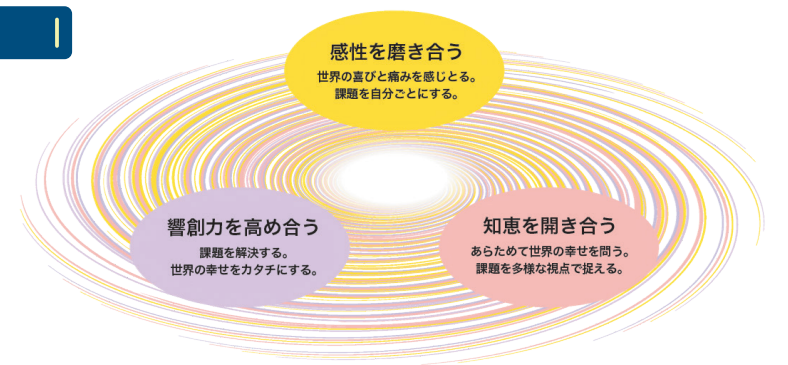 感性を磨き合う
世界の喜びと痛みを感じとる。
課題を自分ごとにする。
響創力を高め合う
課題を解決する。
世界の幸せをカタチにする。
知恵を開き合う
あらためて世界の幸せを問う。
課題を多様な視点で捉える。